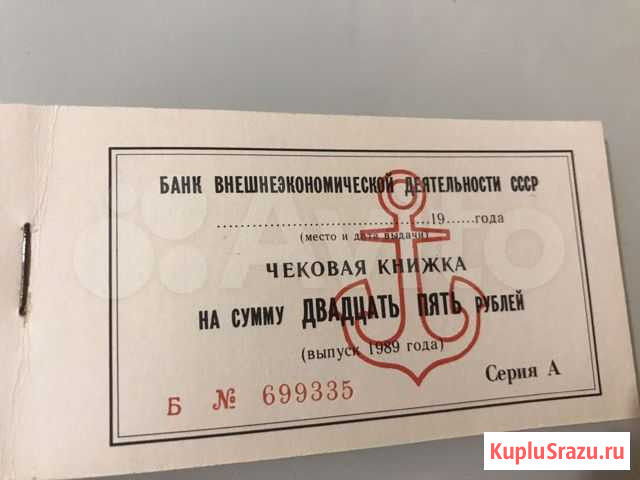 БАНК ВНЕШНЕЭКОНОМИЧЕСКОЙ ДЕЯТЕЛЬНОСТИ СССР
........................................19......года
(место и дата выдачи)
ЧЕКОВАЯ КНИЖКА
НА СУММУ ДВАДЦАТЬ ПЯТЬ РУБЛЕЙ
(выпуск 1989 года)
Серия А
Б № 699335
Avito
KupluSrazu.ru